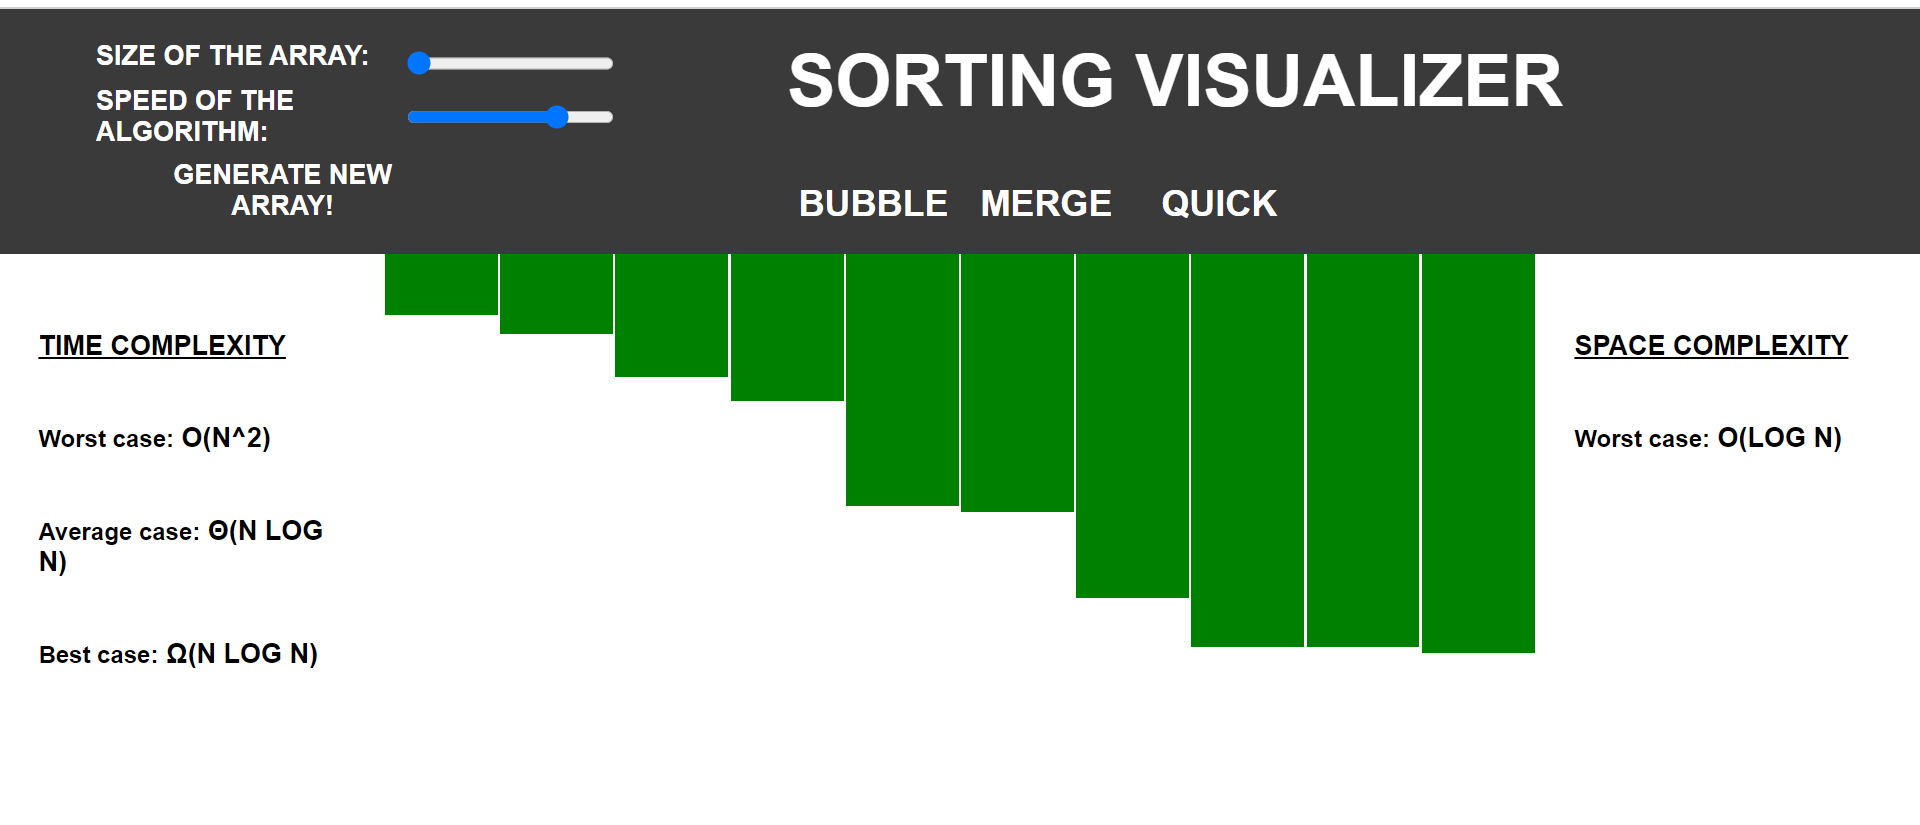 SIZE OF THE ARRAY:
SPEED OF THE
ALGORITHM:
GENERATE NEW
ARRAY!
SORTING VISUALIZER
BUBBLE MERGE QUICK
TIME COMPLEXITY
Worst case: O(N^2)
Average case: Θ(N LOG
N)
Best case: Ω(N LOG N)
SPACE COMPLEXITY
Worst case: O(LOG N)